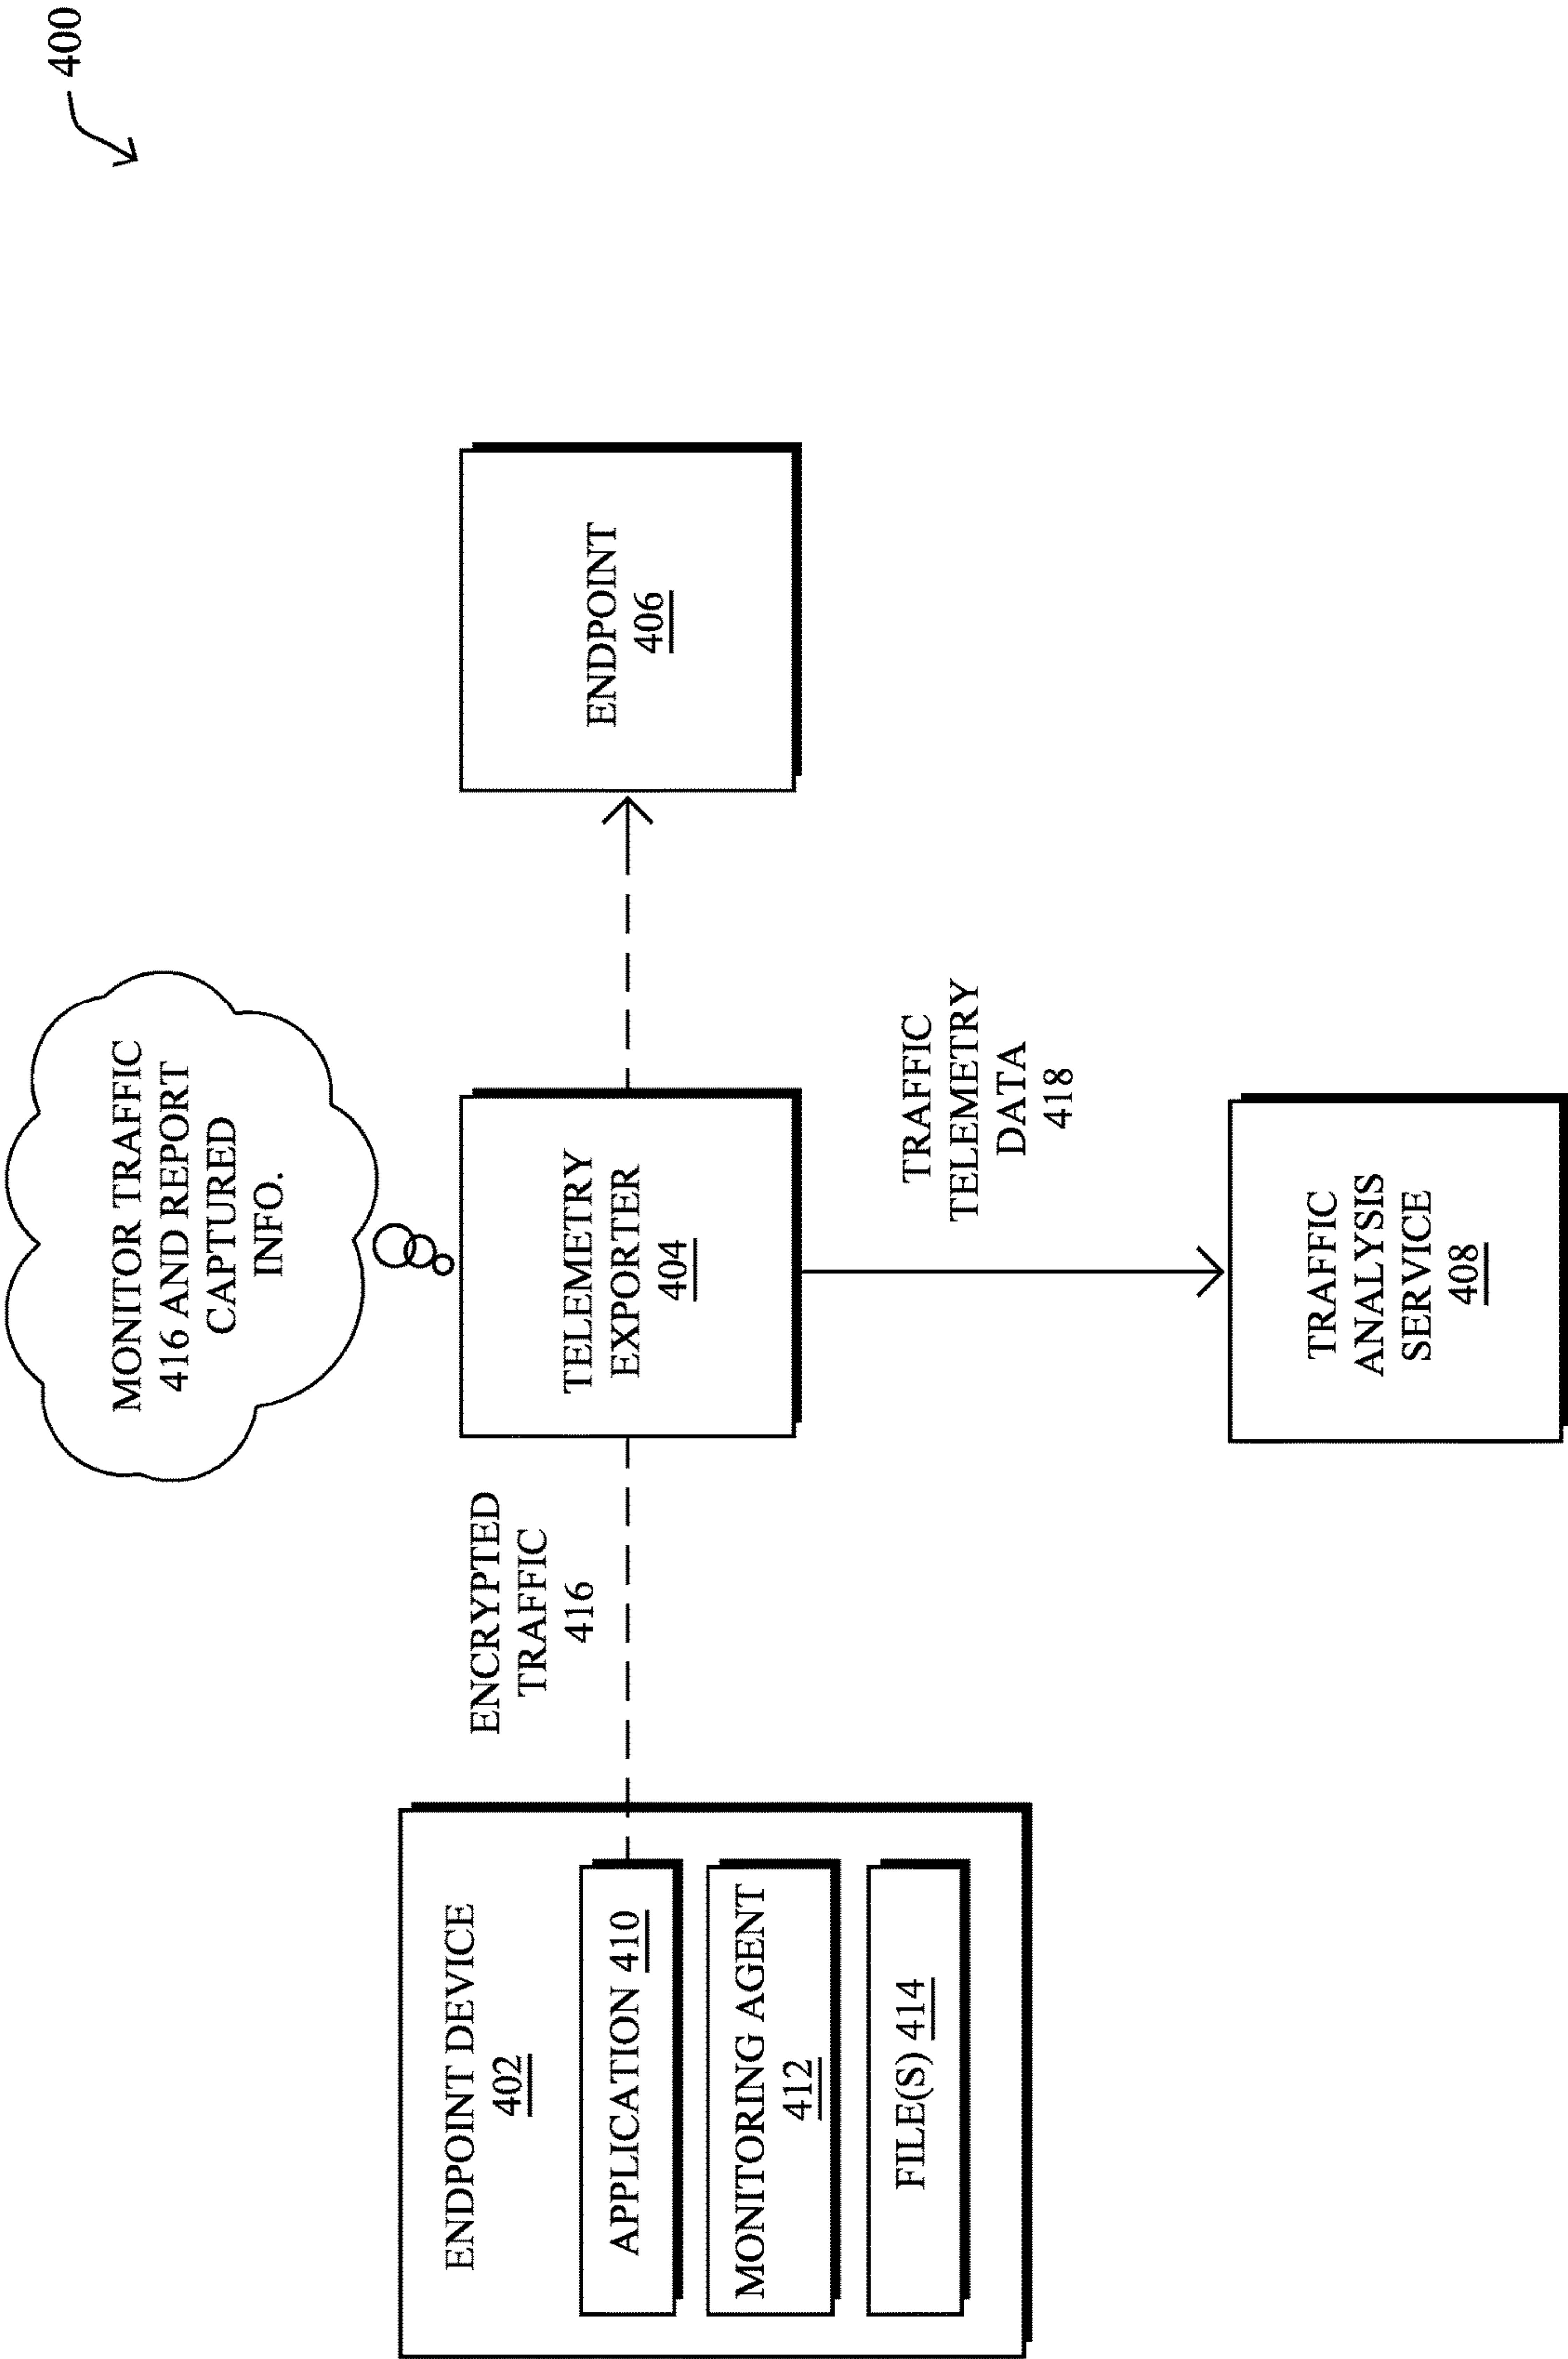 400
MONITOR TRAFFIC
416 AND REPORT
CAPTURED
INFO.
ENDPOINT DEVICE
402
APPLICATION 410
MONITORING AGENT
412
FILE(S) 414
ENCRYPTED
TRAFFIC
416
TELEMETRY
EXPORTER
404
ENDPOINT
406
TRAFFIC
TELEMETRY
DATA
418
TRAFFIC
ANALYSIS
SERVICE
408